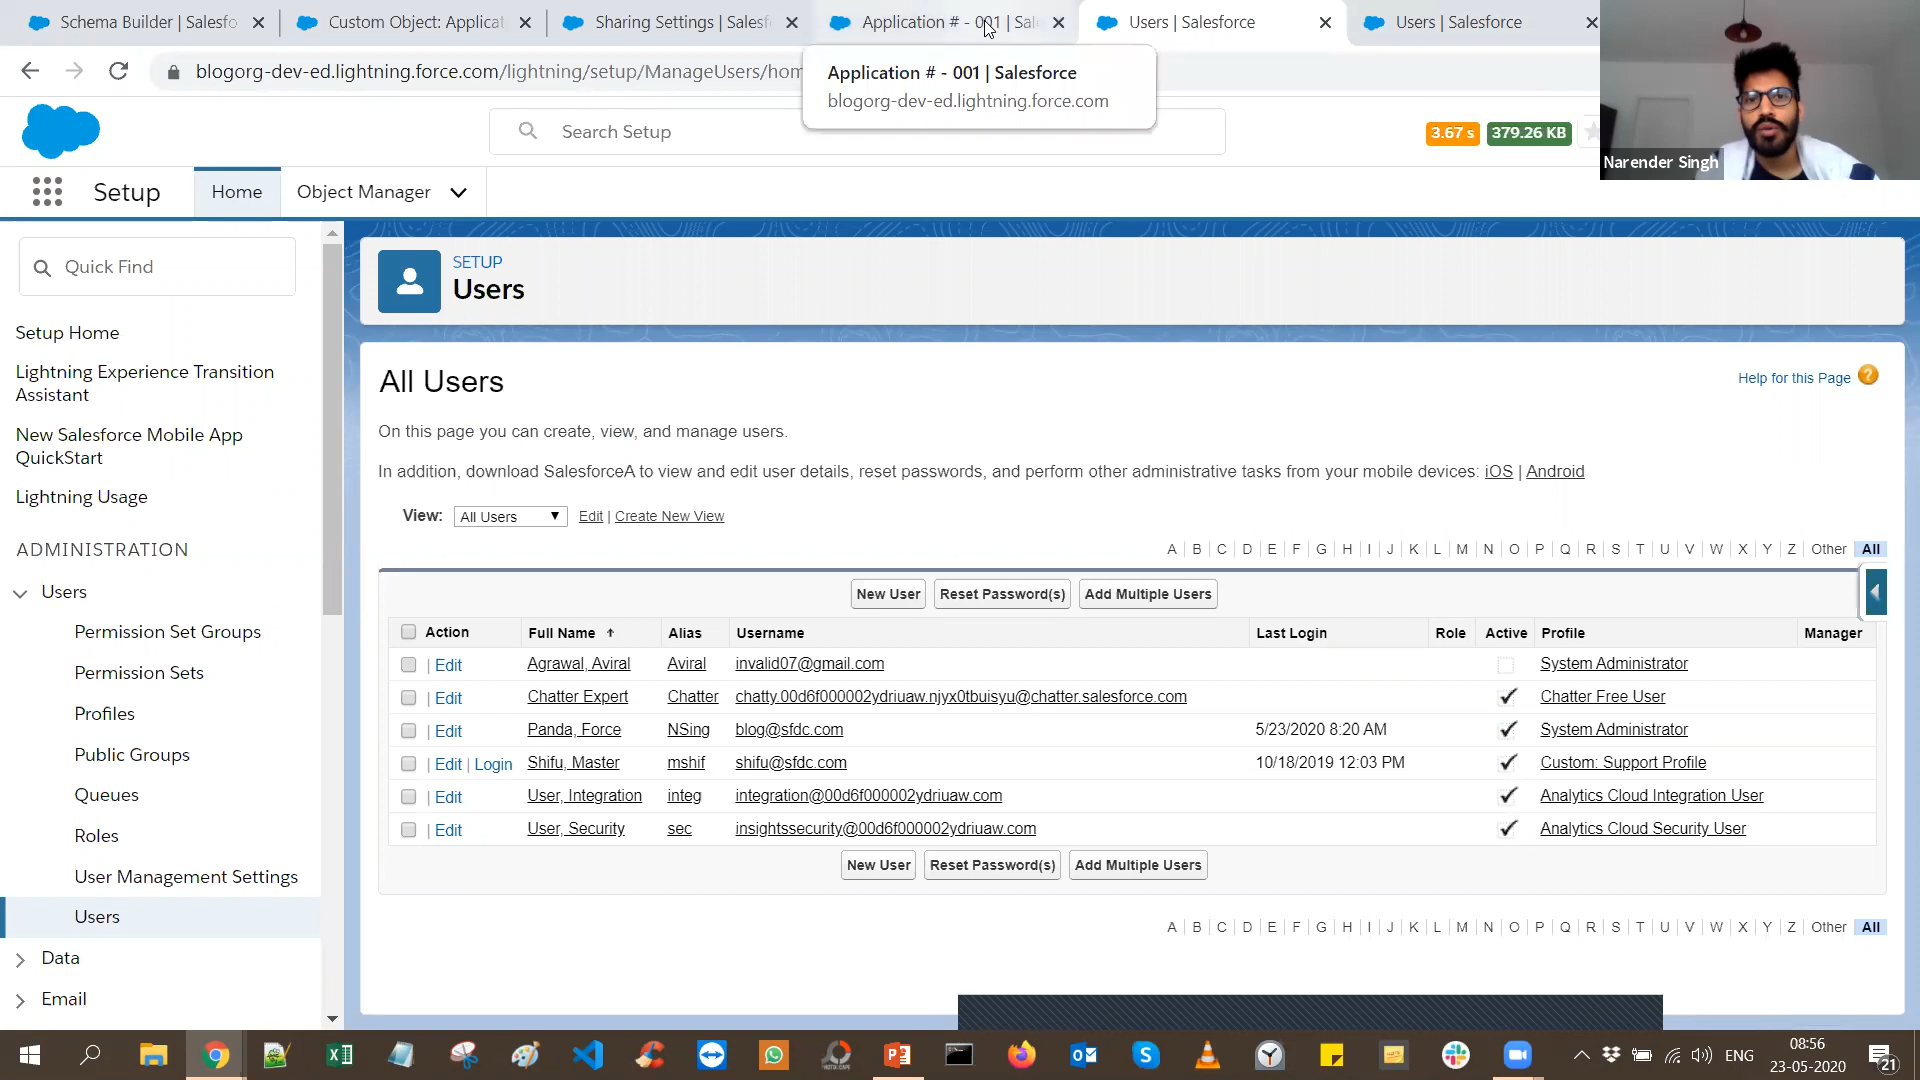 Schema Builder | Salesfo
Custom Object: Applicat
Sharing Settings | Salesf
Application # - 001 | Sal
Users | Salesforce
Users | Salesforce
blogorg-dev-ed.lightning.force.com/lightning/setup/ManageUsers/hom
Application # - 001 | Salesforce
blogorg-dev-ed.lightning.force.com
Search Setup
3.67 s
379.26 KB
Narender Singh
Setup
Home
Object Manager
Quick Find
Setup Home
Lightning Experience Transition
Assistant
New Salesforce Mobile App
QuickStart
Lightning Usage
ADMINISTRATION
Users
Permission Set Groups
Permission Sets
Profiles
Public Groups
Queues
Roles
User Management Settings
Users
Data
Email
SETUP
Users
All Users
Help for this Page ?
On this page you can create, view, and manage users.
In addition, download SalesforceA to view and edit user details, reset passwords, and perform other administrative tasks from your mobile devices: iOS | Android
View: All Users Edit | Create New View
A | B | C | D | E | F | G | H | I | J | K | L | M | N | O | P | Q | R | S | T | U | V | W | X | Y | Z | Other | All
New User Reset Password(s) Add Multiple Users
Action Full Name Alias Username Last Login Role Active Profile Manager
| Edit Agrawal, Aviral Aviral invalid07@gmail.com System Administrator
| Edit Chatter Expert Chatter chatty.00d6f000002ydriuaw.njyx0tbuisyu@chatter.salesforce.com Chatter Free User
| Edit Panda, Force NSing blog@sfdc.com 5/23/2020 8:20 AM System Administrator
| Edit | Login Shifu, Master mshif shifu@sfdc.com 10/18/2019 12:03 PM Custom: Support Profile
| Edit User, Integration integ integration@00d6f000002ydriuaw.com Analytics Cloud Integration User
| Edit User, Security sec insightssecurity@00d6f000002ydriuaw.com Analytics Cloud Security User
New User Reset Password(s) Add Multiple Users
A | B | C | D | E | F | G | H | I | J | K | L | M | N | O | P | Q | R | S | T | U | V | W | X | Y | Z | Other | All
ENG
08:56
23-05-2020
21